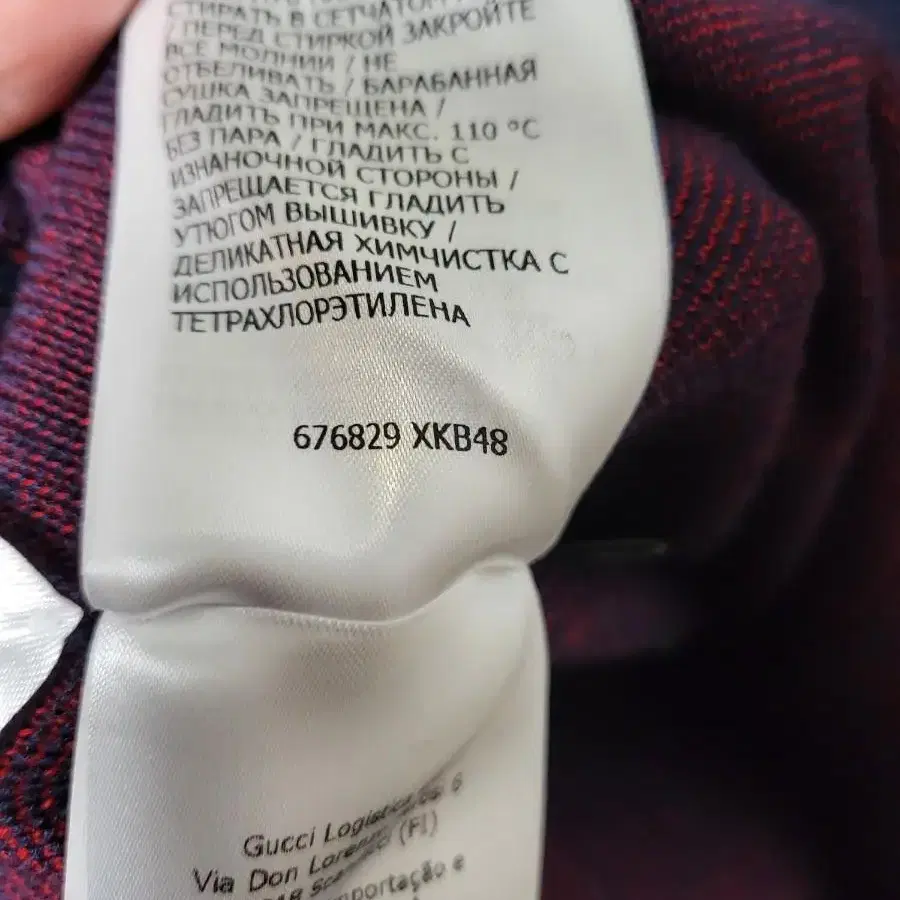 СТИРАТЬ В СЕТЧАТОМ
/ ПЕРЕД СТИРКОЙ ЗАКРОЙТЕ
ВСЕ МОЛНИИ / НЕ
ОТБЕЛИВАТЬ / БАРАБАННАЯ
СУШКА ЗАПРЕЩЕНА /
ГЛАДИТЬ ПРИ МАКС. 110 °C
БЕЗ ПАРА / ГЛАДИТЬ С
ИЗНАНОЧНОЙ СТОРОНЫ /
ЗАПРЕЩАЕТСЯ ГЛАДИТЬ
УТЮГОМ ВЫШИВКУ /
ДЕЛИКАТНАЯ ХИМЧИСТКА С
ИСПОЛЬЗОВАНИЕМ
ТЕТРАХЛОРЭТИЛЕНА
676829 XKB48
Gucci Logistica
Via Don Lorenzo (FI)
importação e